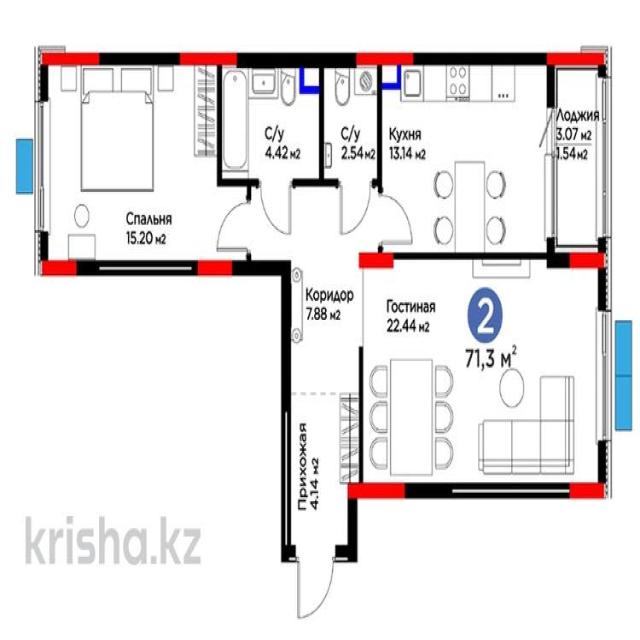 С/у
4.42 м2
С/у
2.54 м2
Кухня
13.14 м2
Лоджия
3.07 м2
1.54 м2
Спальня
15.20 м2
Коридор
7.88 м2
Гостиная
22.44 м2
2
71,3 м2
Прихожая
4.14 м2
krisha.kz